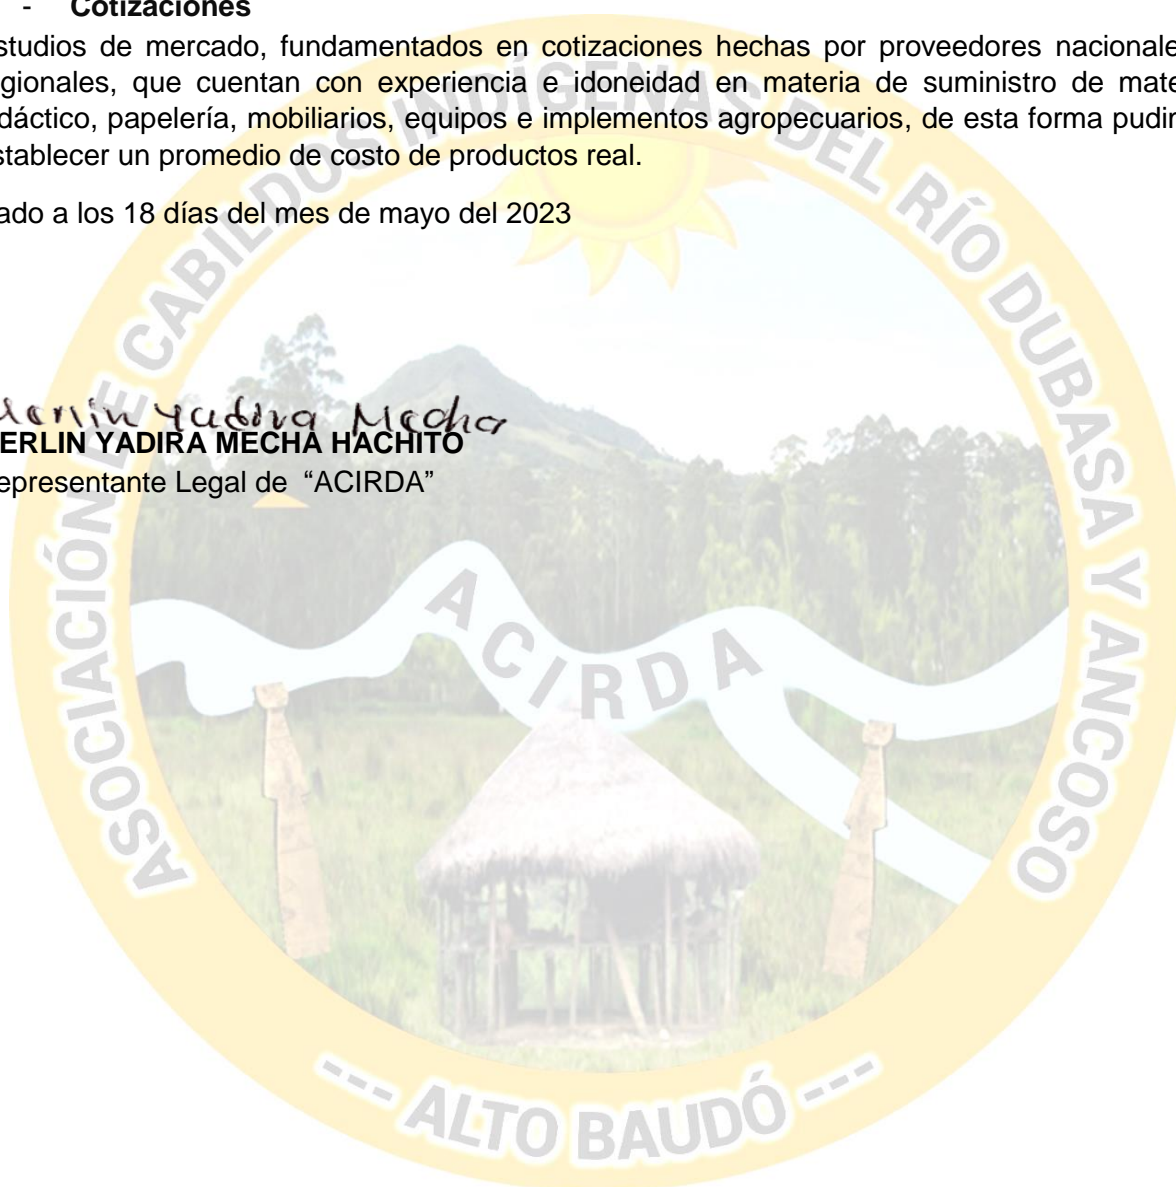 - Cotizaciones
studios de mercado, fundamentados en cotizaciones hechas por proveedores nacionale
gionales, que cuentan con experiencia e idoneidad en materia de suministro de mate
dáctico, papelería, mobiliarios, equipos e implementos agropecuarios, de esta forma pudir
stablecer un promedio de costo de productos real.
ado a los 18 días del mes de mayo del 2023
Yadira Mecha
ERLIN YADIRA MECHA HACHITO
epresentante Legal de “ACIRDA”
ASOCIACIÓN DE CABILDOS INDÍGENAS DEL RÍO DUBASA Y ANCOSO
ACIRDA
--- ALTO BAUDÓ ---